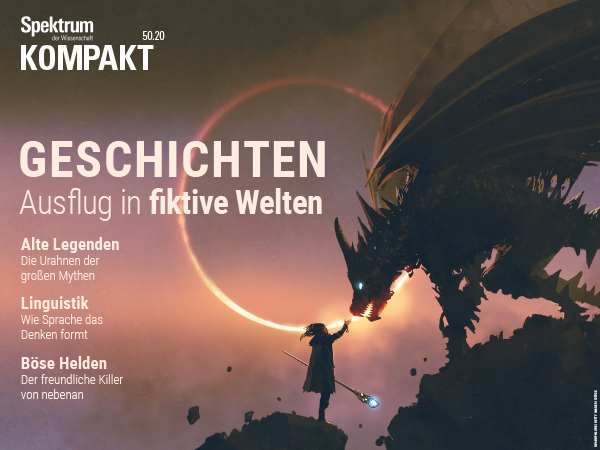 Spektrum
der Wissenschaft
50.20
KOMPAKT
GESCHICHTEN
Ausflug in fiktive Welten
Alte Legenden
Die Urahnen der
großen Mythen
Linguistik
Wie Sprache das
Denken formt
Böse Helden
Der freundliche Killer
von nebenan